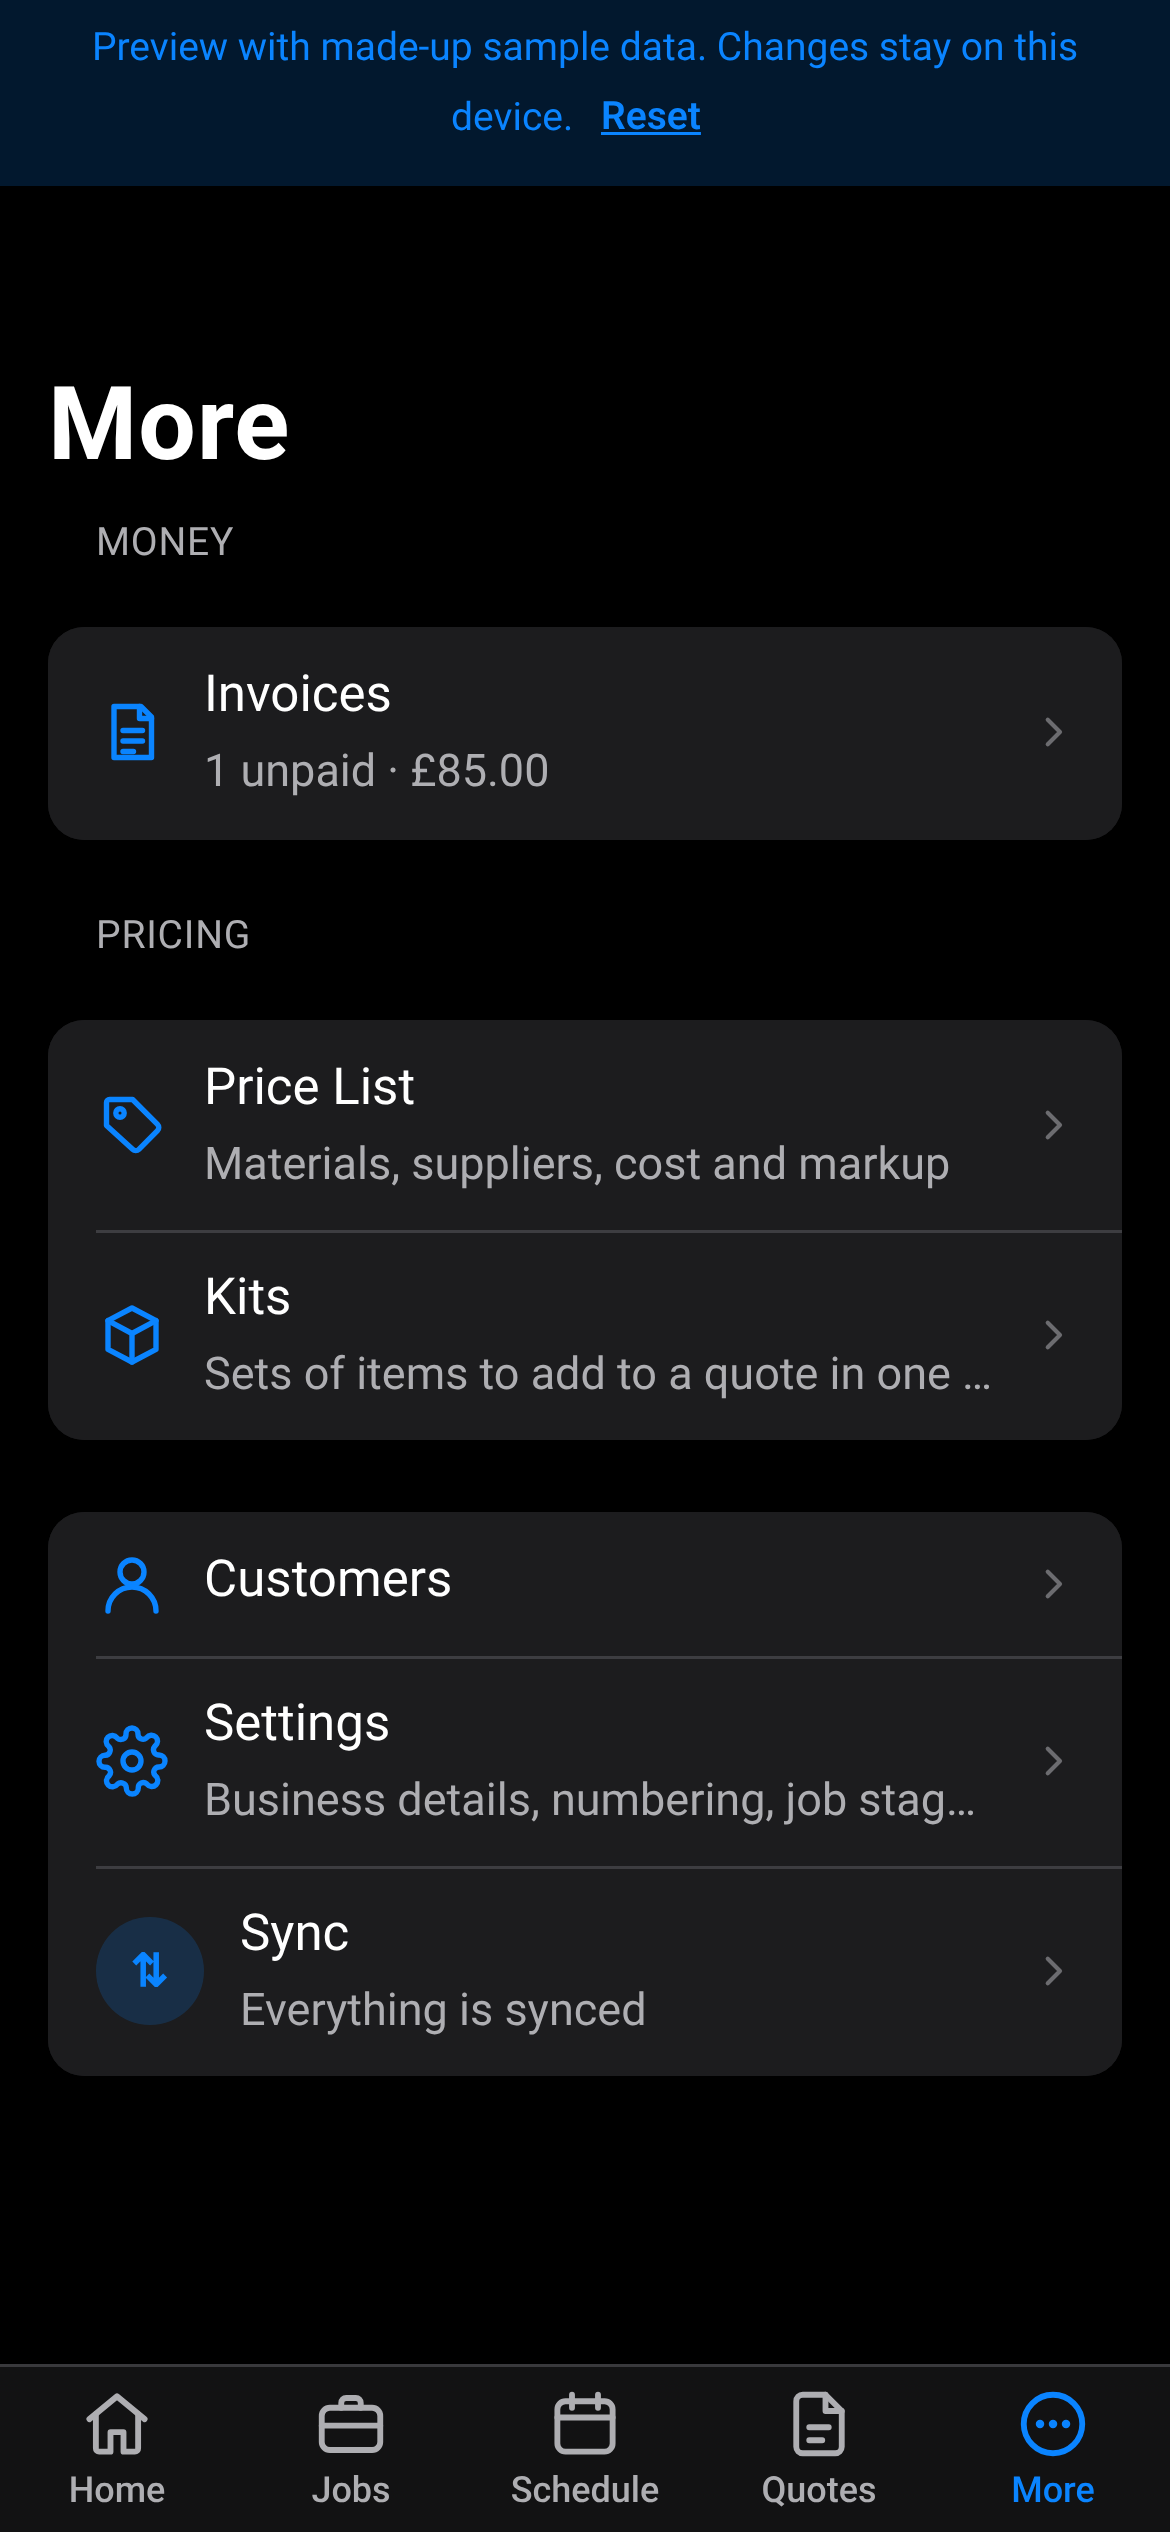 Preview with made-up sample data. Changes stay on this
device. Reset
More
MONEY
Invoices
1 unpaid · £85.00
PRICING
Price List
Materials, suppliers, cost and markup
Kits
Sets of items to add to a quote in one ...
Customers
Settings
Business details, numbering, job stag...
Sync
Everything is synced
Home
Jobs
Schedule
Quotes
More